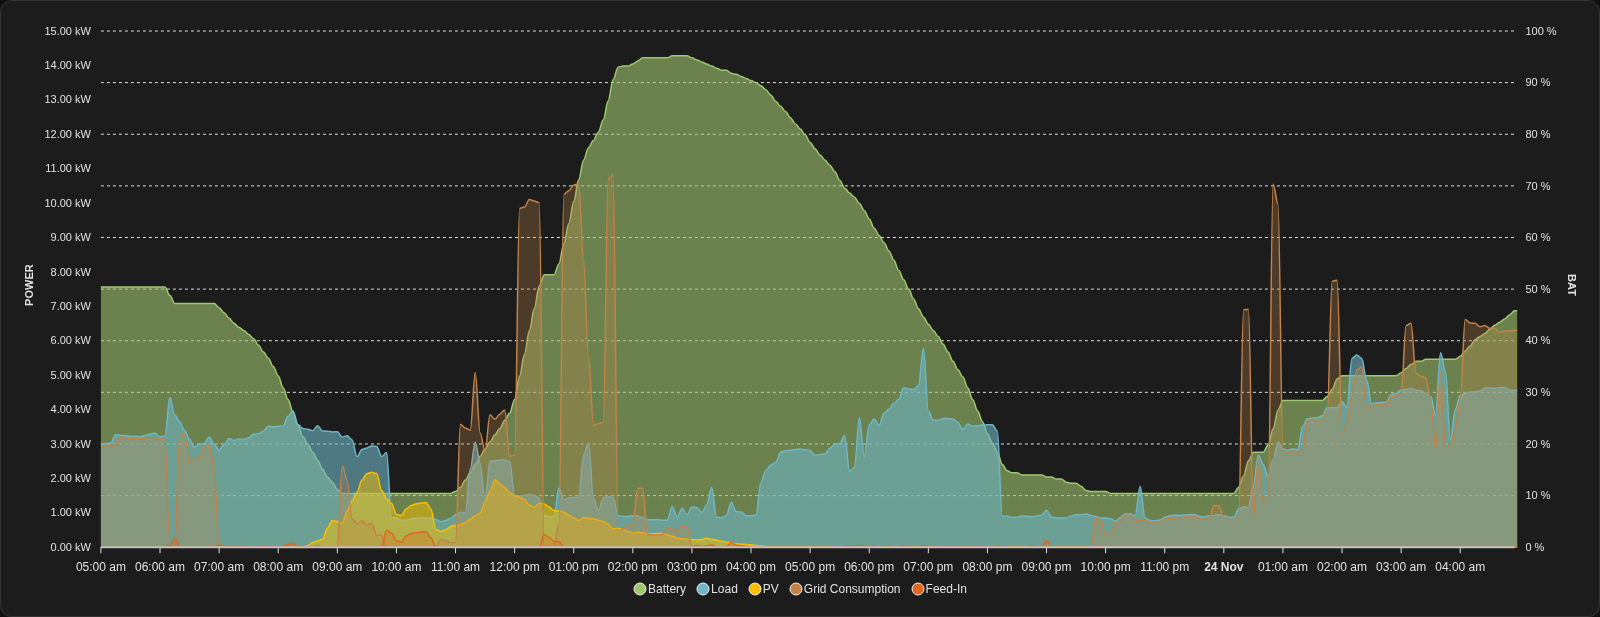 15.00 kW
14.00 kW
13.00 kW
12.00 kW
11.00 kW
10.00 kW
9.00 kW
8.00 kW
7.00 kW
6.00 kW
5.00 kW
4.00 kW
3.00 kW
2.00 kW
1.00 kW
0.00 kW
POWER
100 %
90 %
80 %
70 %
60 %
50 %
40 %
30 %
20 %
10 %
0 %
BAT
05:00 am 06:00 am 07:00 am 08:00 am 09:00 am 10:00 am 11:00 am 12:00 pm 01:00 pm 02:00 pm 03:00 pm 04:00 pm 05:00 pm 06:00 pm 07:00 pm 08:00 pm 09:00 pm 10:00 pm 11:00 pm 24 Nov 01:00 am 02:00 am 03:00 am 04:00 am
Battery Load PV Grid Consumption Feed-In